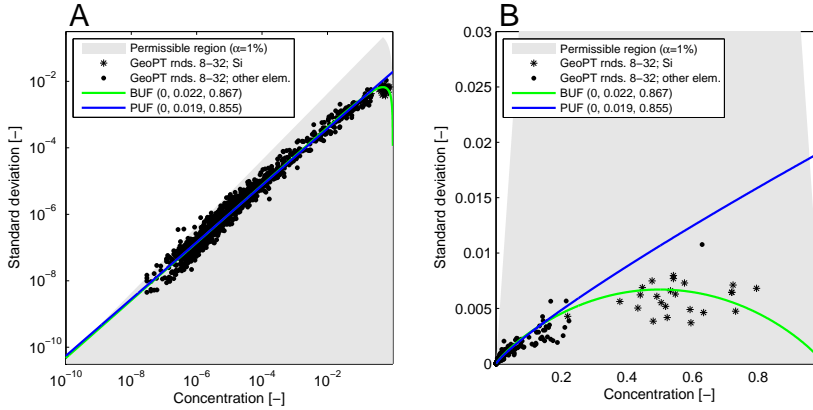 A
Permissible region (α=1%)
GeoPT rnds. 8−32; Si
GeoPT rnds. 8−32; other elem.
BUF (0, 0.022, 0.867)
PUF (0, 0.019, 0.855)
Standard deviation [−]
10⁻²
10⁻⁴
10⁻⁶
10⁻⁸
10⁻¹⁰
10⁻¹⁰
10⁻⁸
10⁻⁶
10⁻⁴
10⁻²
Concentration [−]
B
Permissible region (α=1%)
GeoPT rnds. 8−32; Si
GeoPT rnds. 8−32; other elem.
BUF (0, 0.022, 0.867)
PUF (0, 0.019, 0.855)
Standard deviation [−]
0.03
0.025
0.02
0.015
0.01
0.005
0
0.2
0.4
0.6
0.8
Concentration [−]